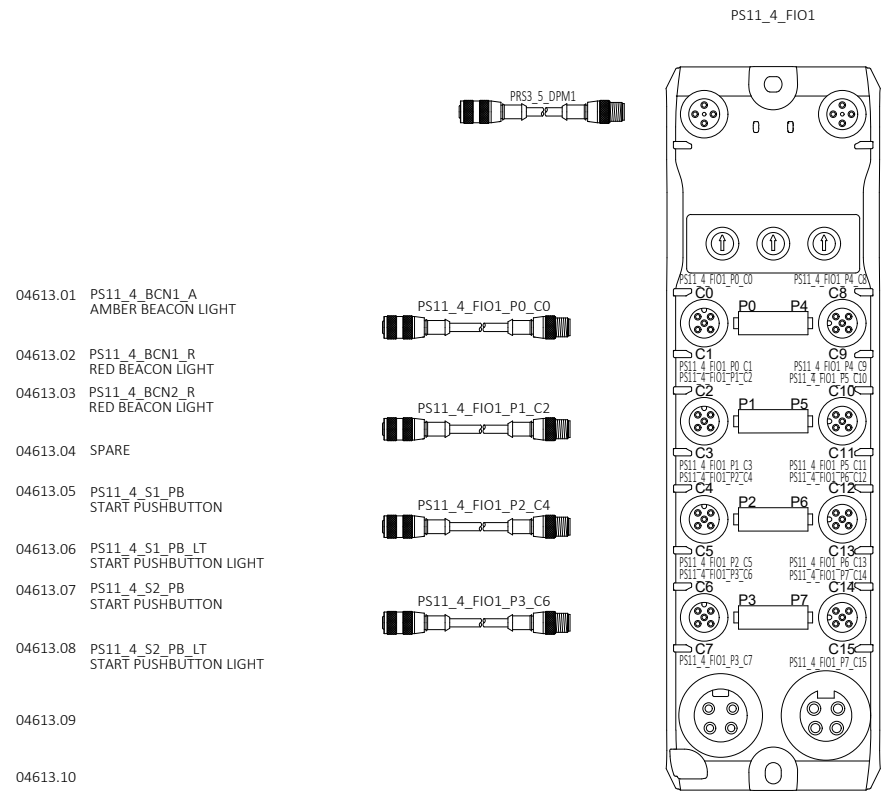 PS11_4_FIO1
PRS3_5_DPM1
04613.01 PS11_4_BCN1_A
AMBER BEACON LIGHT
04613.02 PS11_4_BCN1_R
RED BEACON LIGHT
04613.03 PS11_4_BCN2_R
RED BEACON LIGHT
04613.04 SPARE
04613.05 PS11_4_S1_PB
START PUSHBUTTON
04613.06 PS11_4_S1_PB_LT
START PUSHBUTTON LIGHT
04613.07 PS11_4_S2_PB
START PUSHBUTTON
04613.08 PS11_4_S2_PB_LT
START PUSHBUTTON LIGHT
04613.09
04613.10
PS11_4_FIO1_P0_C0
PS11_4_FIO1_P1_C2
PS11_4_FIO1_P2_C4
PS11_4_FIO1_P3_C6
PS11_4_FIO1_P0_C0 PS11_4_FIO1_P4_C8
C0 C8
P0 P4
C1 C9
PS11_4_FIO1_P0_C1 PS11_4_FIO1_P4_C9
PS11_4_FIO1_P1_C2 PS11_4_FIO1_P5_C10
C2 C10
P1 P5
C3 C11
PS11_4_FIO1_P1_C3 PS11_4_FIO1_P5_C11
PS11_4_FIO1_P2_C4 PS11_4_FIO1_P6_C12
C4 C12
P2 P6
C5 C13
PS11_4_FIO1_P2_C5 PS11_4_FIO1_P6_C13
PS11_4_FIO1_P3_C6 PS11_4_FIO1_P7_C14
C6 C14
P3 P7
C7 C15
PS11_4_FIO1_P3_C7 PS11_4_FIO1_P7_C15